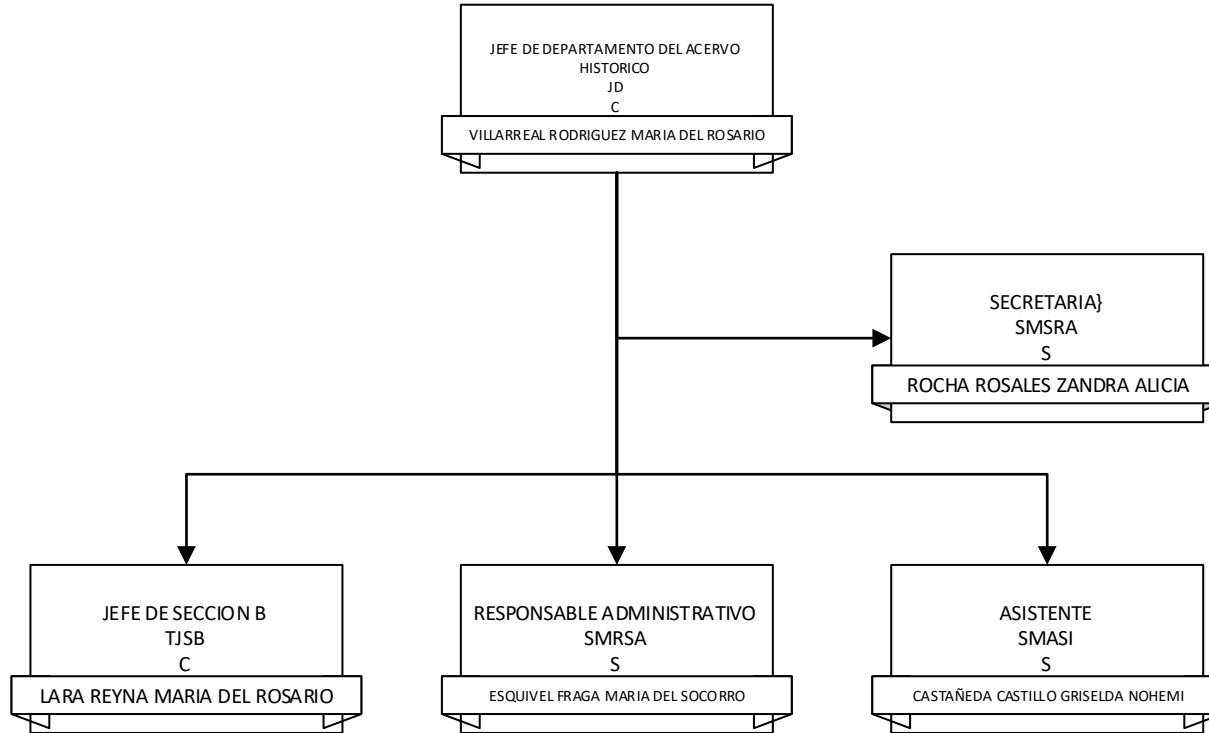 JEFE DE DEPARTAMENTO DEL ACERVO
HISTORICO
JD
C
VILLARREAL RODRIGUEZ MARIA DEL ROSARIO
SECRETARIA}
SMSRA
S
ROCHA ROSALES ZANDRA ALICIA
JEFE DE SECCION B
TJSB
C
LARA REYNA MARIA DEL ROSARIO
RESPONSABLE ADMINISTRATIVO
SMRSA
S
ESQUIVEL FRAGA MARIA DEL SOCORRO
ASISTENTE
SMASI
S
CASTAÑEDA CASTILLO GRISELDA NOHEMI